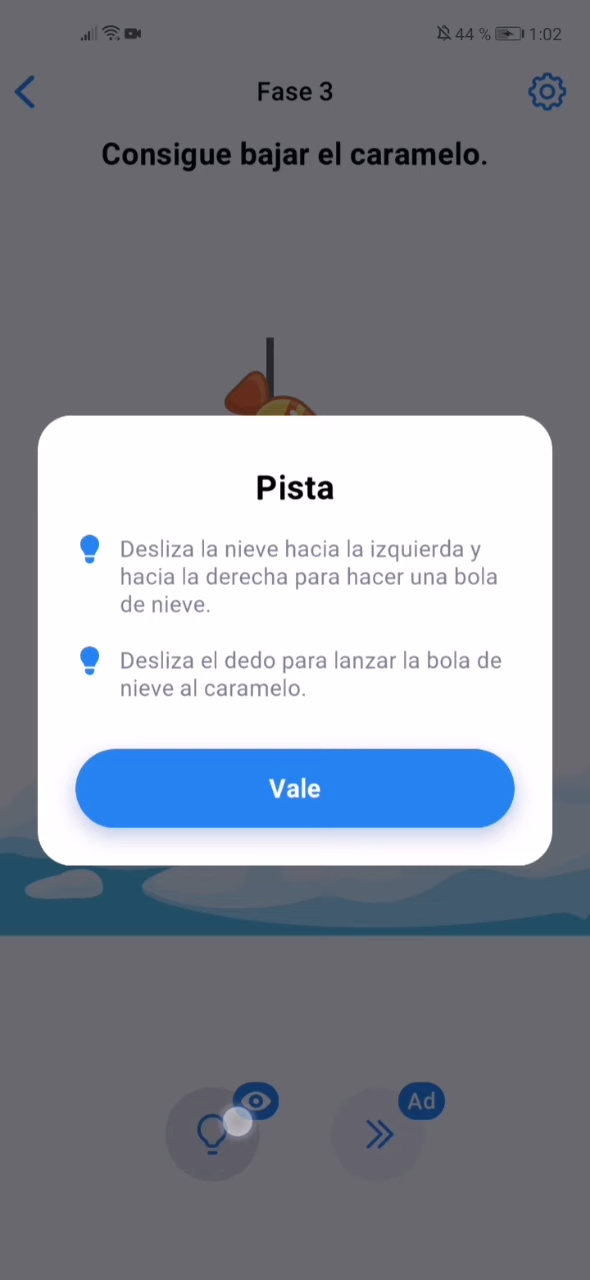 44 % 1:02
Fase 3
Consigue bajar el caramelo.
Pista
Desliza la nieve hacia la izquierda y
hacia la derecha para hacer una bola
de nieve.
Desliza el dedo para lanzar la bola de
nieve al caramelo.
Vale
Ad